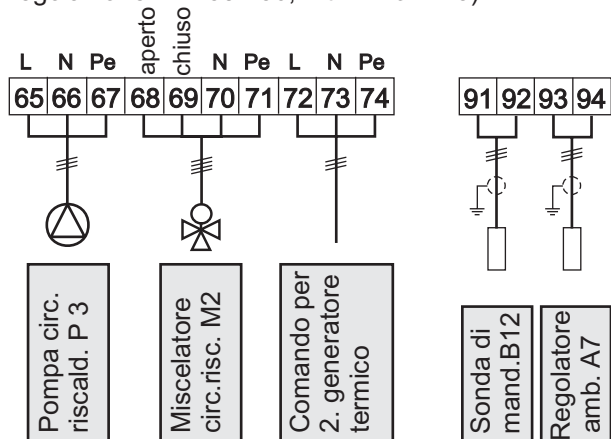 aperto
chiuso
L N Pe N Pe L N Pe
65 66 67 68 69 70 71 72 73 74 91 92 93 94
Pompa circ.
riscald. P 3
Miscelatore
circ.risc. M2
Comando per
2. generatore
termico
Sonda di
mand.B12
Regolatore
amb. A7